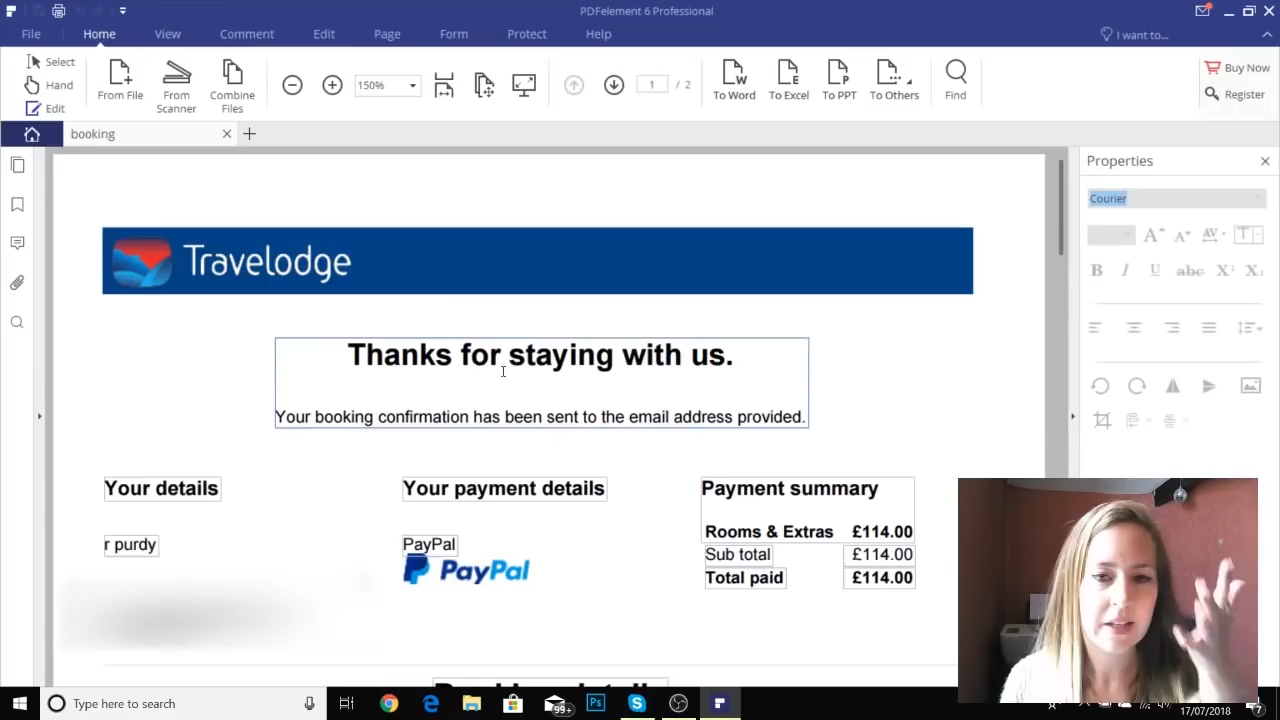 PDFelement 6 Professional
File Home View Comment Edit Page Form Protect Help I want to...
Select
Hand
Edit
From File
From Scanner
Combine Files
150%
1 / 2
To Word
To Excel
To PPT
To Others
Find
Buy Now
Register
booking
Properties
Courier
Travelodge
Thanks for staying with us.
Your booking confirmation has been sent to the email address provided.
Your details
Your payment details
Payment summary
r purdy
PayPal
PayPal
Rooms & Extras £114.00
Sub total £114.00
Total paid £114.00
Type here to search
99+
17/07/2018
7